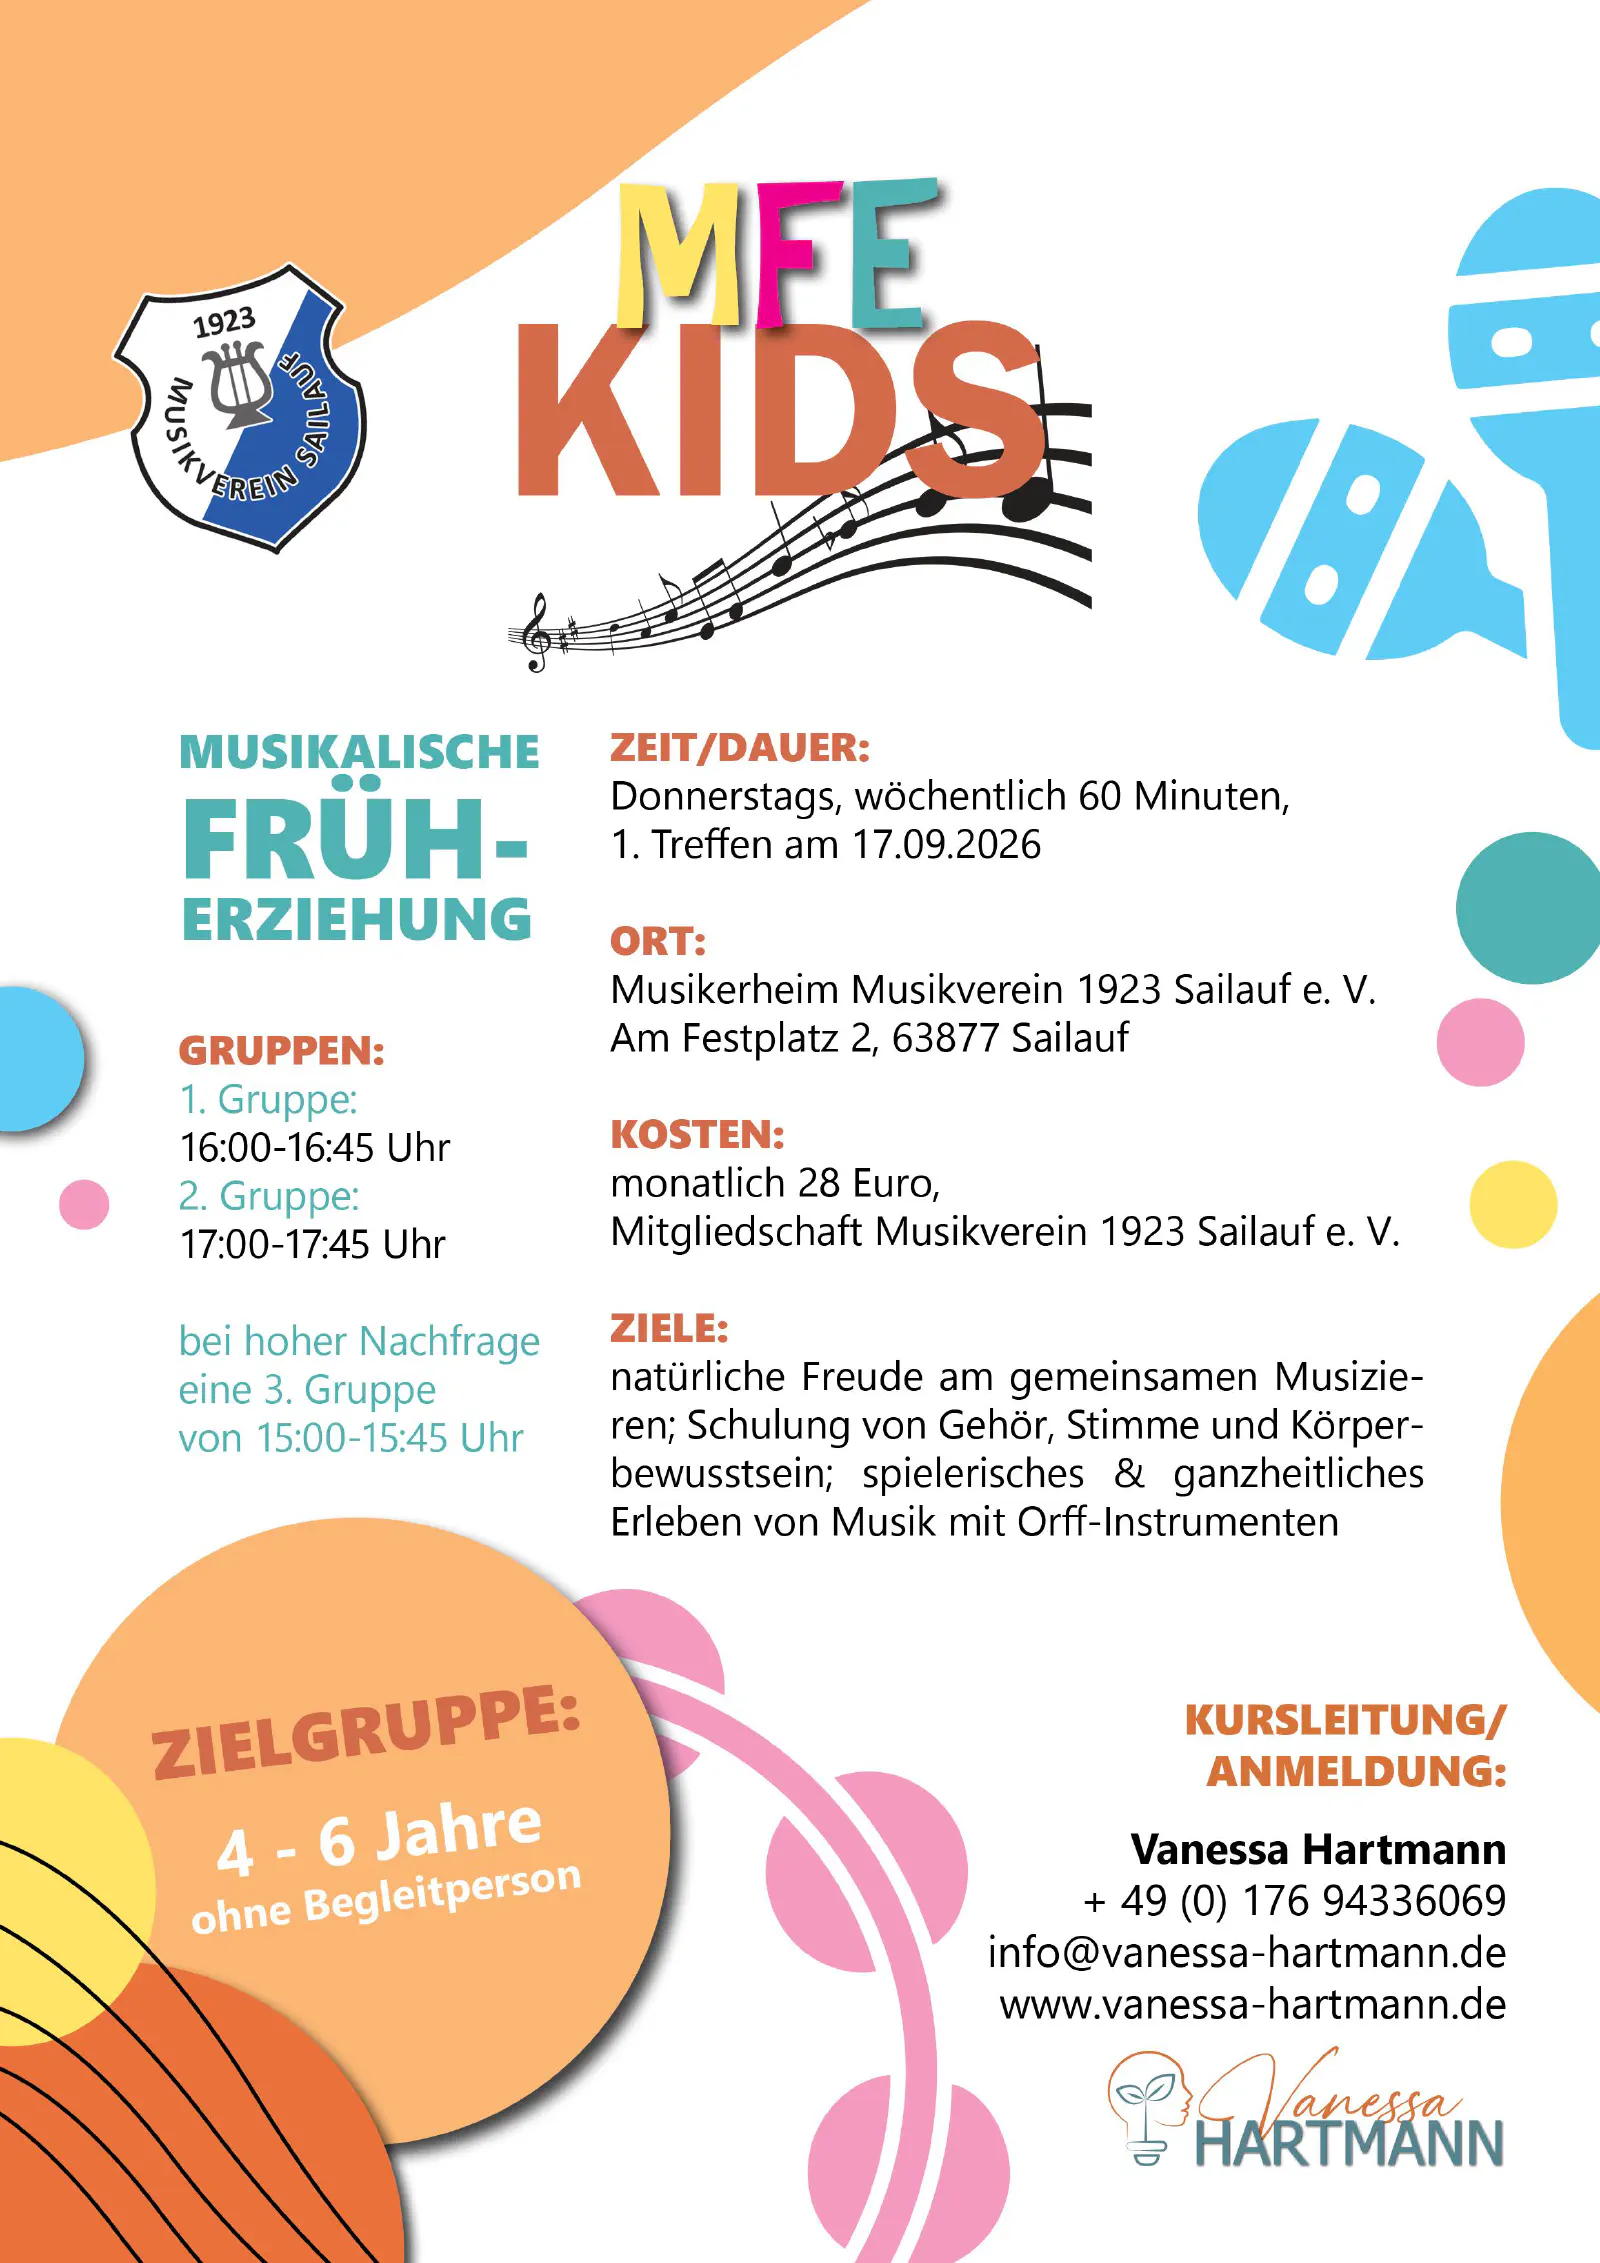 MFE
KIDS
1923
MUSIKVEREIN SAILAUF
MUSIKALISCHE
FRÜH-
ERZIEHUNG
GRUPPEN:
1. Gruppe:
16:00-16:45 Uhr
2. Gruppe:
17:00-17:45 Uhr
bei hoher Nachfrage
eine 3. Gruppe
von 15:00-15:45 Uhr
ZEIT/DAUER:
Donnerstags, wöchentlich 60 Minuten,
1. Treffen am 17.09.2026
ORT:
Musikerheim Musikverein 1923 Sailauf e. V.
Am Festplatz 2, 63877 Sailauf
KOSTEN:
monatlich 28 Euro,
Mitgliedschaft Musikverein 1923 Sailauf e. V.
ZIELE:
natürliche Freude am gemeinsamen Musizie-
ren; Schulung von Gehör, Stimme und Körper-
bewusstsein; spielerisches & ganzheitliches
Erleben von Musik mit Orff-Instrumenten
ZIELGRUPPE:
4 - 6 Jahre
ohne Begleitperson
KURSLEITUNG/
ANMELDUNG:
Vanessa Hartmann
+ 49 (0) 176 94336069
info@vanessa-hartmann.de
www.vanessa-hartmann.de
Vanessa
HARTMANN